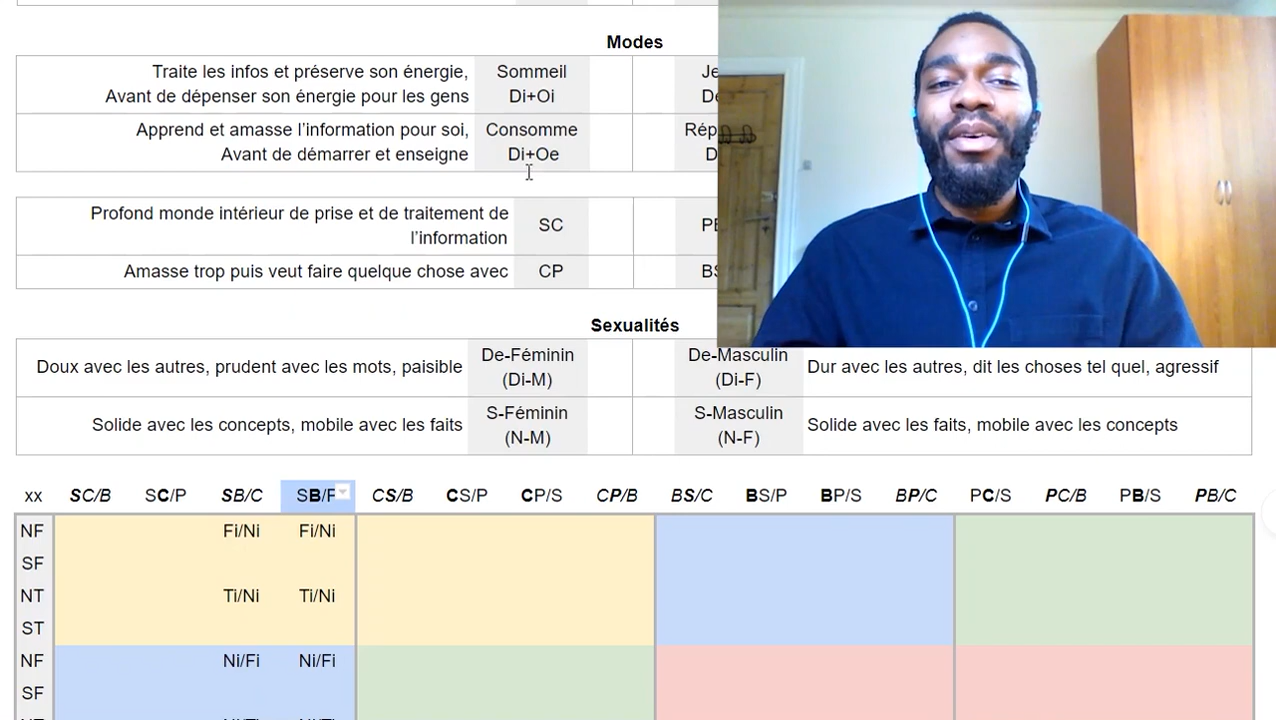 Modes
Traite les infos et préserve son énergie,
Avant de dépenser son énergie pour les gens
Sommeil
Di+Oi
Je
Apprend et amasse l'information pour soi,
Avant de démarrer et enseigne
Consomme
Di+Oe
Rép
D
Profond monde intérieur de prise et de traitement de
l'information
SC
Amasse trop puis veut faire quelque chose avec
CP
Sexualités
Doux avec les autres, prudent avec les mots, paisible
De-Féminin
(Di-M)
De-Masculin
(Di-F)
Dur avec les autres, dit les choses tel quel, agressif
Solide avec les concepts, mobile avec les faits
S-Féminin
(N-M)
S-Masculin
(N-F)
Solide avec les faits, mobile avec les concepts
xx SC/B SC/P SB/C SB/P CS/B CS/P CP/S CP/B BS/C BS/P BP/S BP/C PC/S PC/B PB/S PB/C
NF Fi/Ni Fi/Ni
SF
NT Ti/Ni Ti/Ni
ST
NF Ni/Fi Ni/Fi
SF